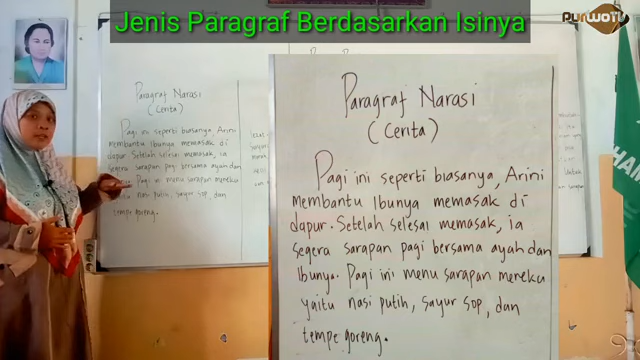 Jenis Paragraf Berdasarkan Isinya
PURWOTV
Paragraf Narasi
(Cerita)
Pagi ini seperti biasanya, Arini
membantu Ibunya memasak di
dapur. Setelah selesai memasak, ia
segera sarapan pagi bersama ayah dan
Pagi ini menu sarapan mereka
nasi putih, sayur sop, dan
tempe goreng.
Paragraf Narasi
(Cerita)
Pagi ini seperti biasanya, Arini
membantu Ibunya memasak di
dapur. Setelah selesai memasak, ia
segera sarapan pagi bersama ayah dan
Ibunya. Pagi ini menu sarapan mereka
yaitu nasi putih, sayur sop, dan
tempe goreng.